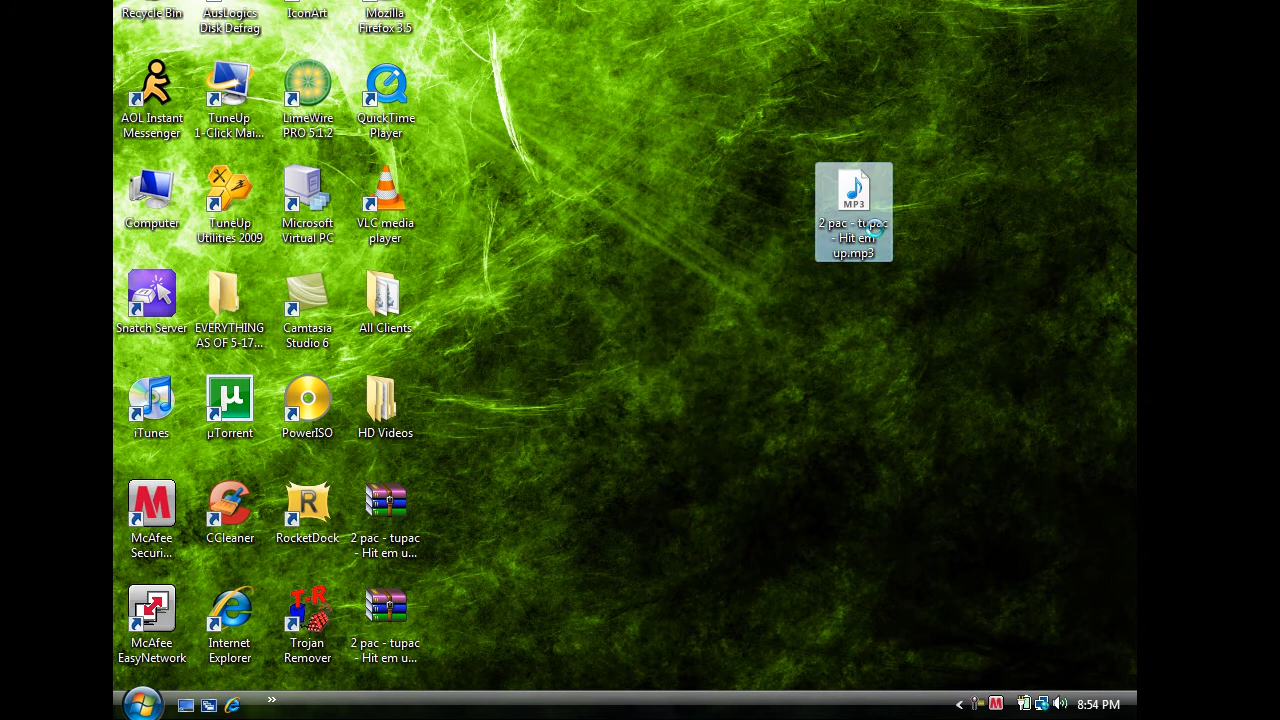 Recycle Bin
AusLogics
Disk Defrag
IconArt
Mozilla
Firefox 3.5
AOL Instant
Messenger
TuneUp
1-Click Mai...
LimeWire
PRO 5.1.2
QuickTime
Player
Computer
TuneUp
Utilities 2009
Microsoft
Virtual PC
VLC media
player
MP3
2 pac - tupac
- Hit em
up.mp3
Snatch Server
EVERYTHING
AS OF 5-17...
Camtasia
Studio 6
All Clients
iTunes
µ
µTorrent
PowerISO
HD Videos
M
McAfee
Securi...
CCleaner
R
RocketDock
2 pac - tupac
- Hit em u...
McAfee
EasyNetwork
Internet
Explorer
T-R
Trojan
Remover
2 pac - tupac
- Hit em u...
»
<
M
8:54 PM